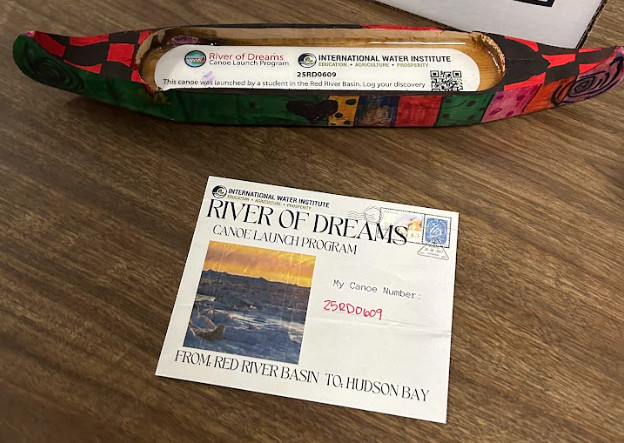 River of Dreams
Canoe Launch Program
INTERNATIONAL WATER INSTITUTE
EDUCATION • AGRICULTURE • PROSPERITY
25RD0609
This canoe was launched by a student in the Red River Basin. Log your discovery
INTERNATIONAL WATER INSTITUTE
EDUCATION • AGRICULTURE • PROSPERITY
RIVER OF DREAMS
CANOE LAUNCH PROGRAM
My Canoe Number:
25RD0609
FROM: RED RIVER BASIN TO: HUDSON BAY